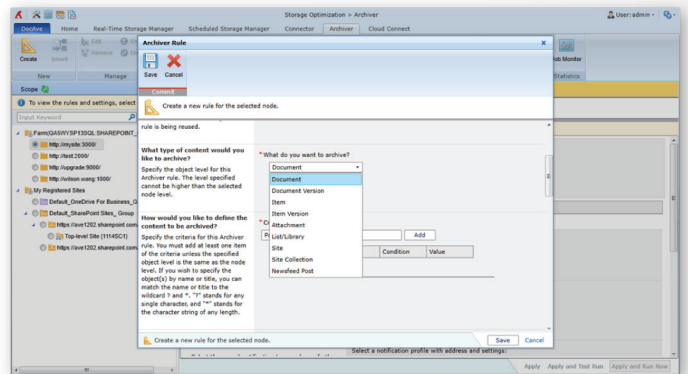 Storage Optimization > Archiver
User: admin
DocAve
Home
Real-Time Storage Manager
Scheduled Storage Manager
Connector
Archiver
Cloud Connect
Create
Inherit
Edit
Remove
New
Manage
Job Monitor
Statistics
Archiver Rule
x
Save
Cancel
Commit
Create a new rule for the selected node.
Scope
To view the rules and settings, select
Input Keyword
Farm(QASWYSP13SQL:SHAREPOINT_
http://mysite:3000/
http://test:2000/
http://upgrade:9000/
http://wilson wang:1000/
My Registered Sites
Default_OneDrive For Business_G
Default_SharePoint Sites_ Group
https://ave1202.sharepoint.com
Top-level Site (1114SC1)
https://ave1202.sharepoint.com
rule is being reused.
What type of content would you
like to archive?
Specify the object level for this
Archiver rule. The level specified
cannot be higher than the selected
node level.
How would you like to define the
content to be archived?
Specify the criteria for this Archiver
rule. You must add at least one item
of the criteria unless the specified
object level is the same as the node
level. If you wish to specify the
object(s) by name or title, you can
match the name or title to the
wildcard ? and *. "?" stands for any
single character, and "*" stands for
the character string of any length.
*What do you want to archive?
Document
Document
Document Version
Item
Item Version
Attachment
List/Library
Site
Site Collection
Newsfeed Post
Add
Condition
Value
Create a new rule for the selected node.
Save
Cancel
Select a notification profile with address and settings:
Apply
Apply and Test Run
Apply and Run Now